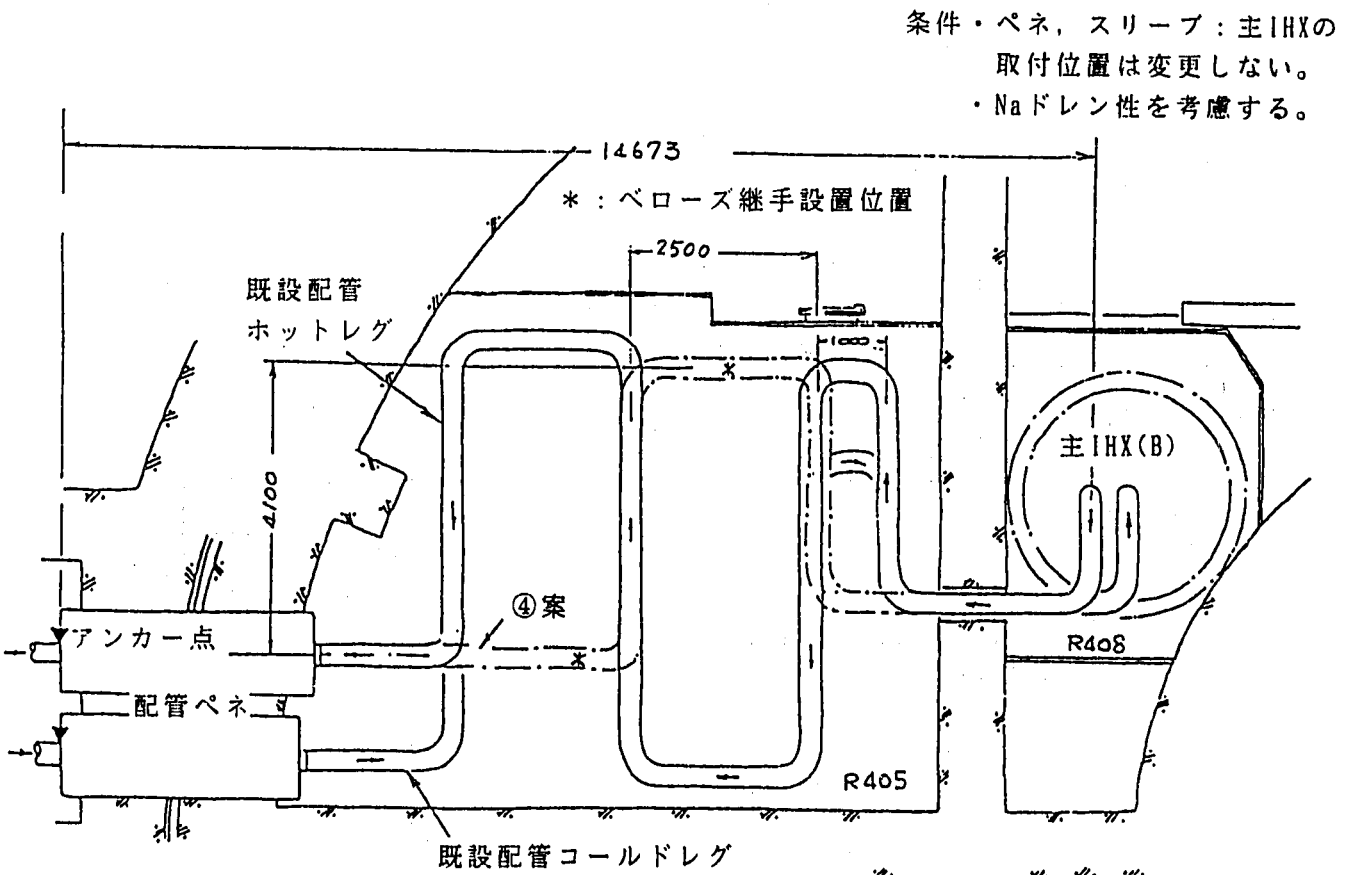 条件・ペネ，スリーブ：主IHXの
取付位置は変更しない。
・Naドレン性を考慮する。
14673
＊：ベローズ継手設置位置
2500
既設配管
ホットレグ
1000
*
主IHX(B)
4100
④案
アンカー点
*
R408
配管ペネ
R405
既設配管コールドレグ